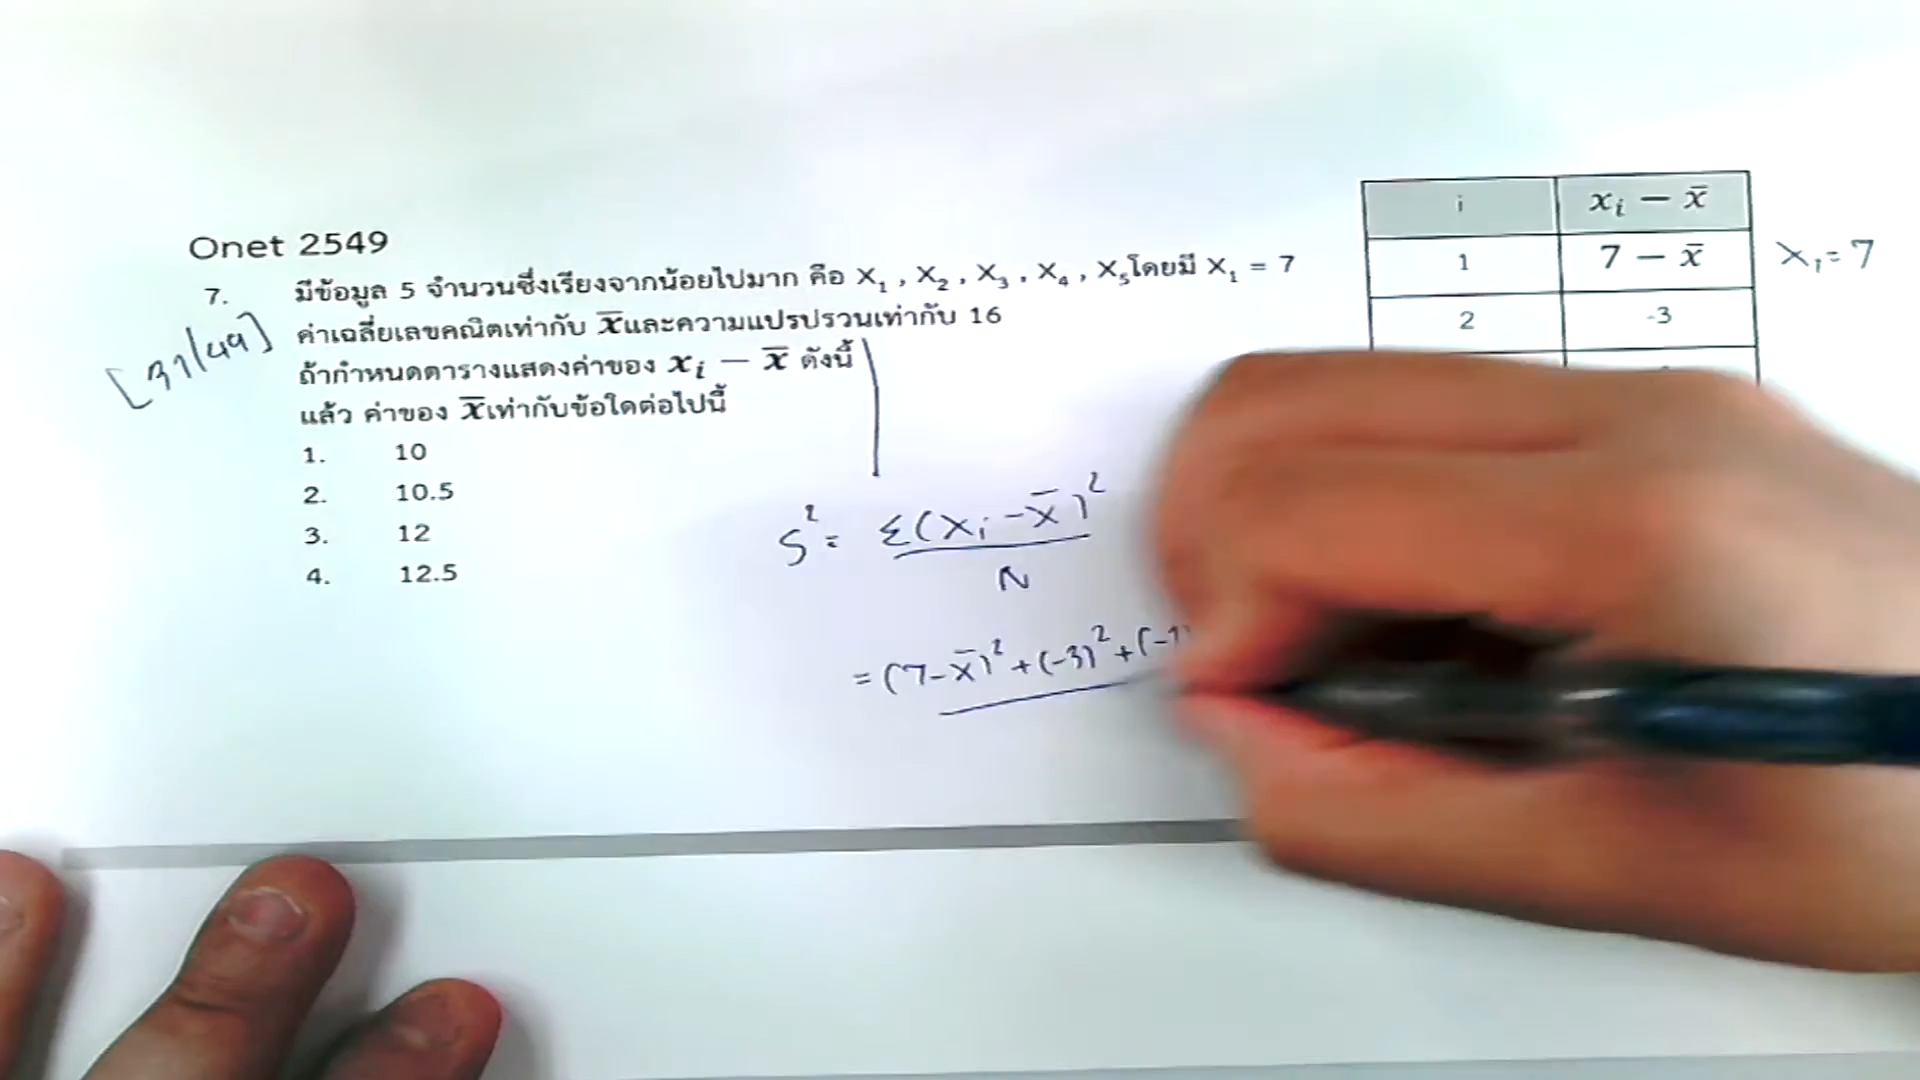 Onet 2549
7. มีข้อมูล 5 จำนวนซึ่งเรียงจากน้อยไปมาก คือ X₁ , X₂ , X₃ , X₄ , X₅โดยมี X₁ = 7
ค่าเฉลี่ยเลขคณิตเท่ากับ x̄และความแปรปรวนเท่ากับ 16
[31/49]
ถ้ากำหนดตารางแสดงค่าของ xᵢ − x̄ ดังนี้
แล้ว ค่าของ x̄เท่ากับข้อใดต่อไปนี้
1. 10
2. 10.5
3. 12
4. 12.5
i xᵢ − x̄
1 7 − x̄ X₁ = 7
2 -3
S² = Σ(Xᵢ - X̄)²
N
= (7-X̄)² + (-3)² + (-1